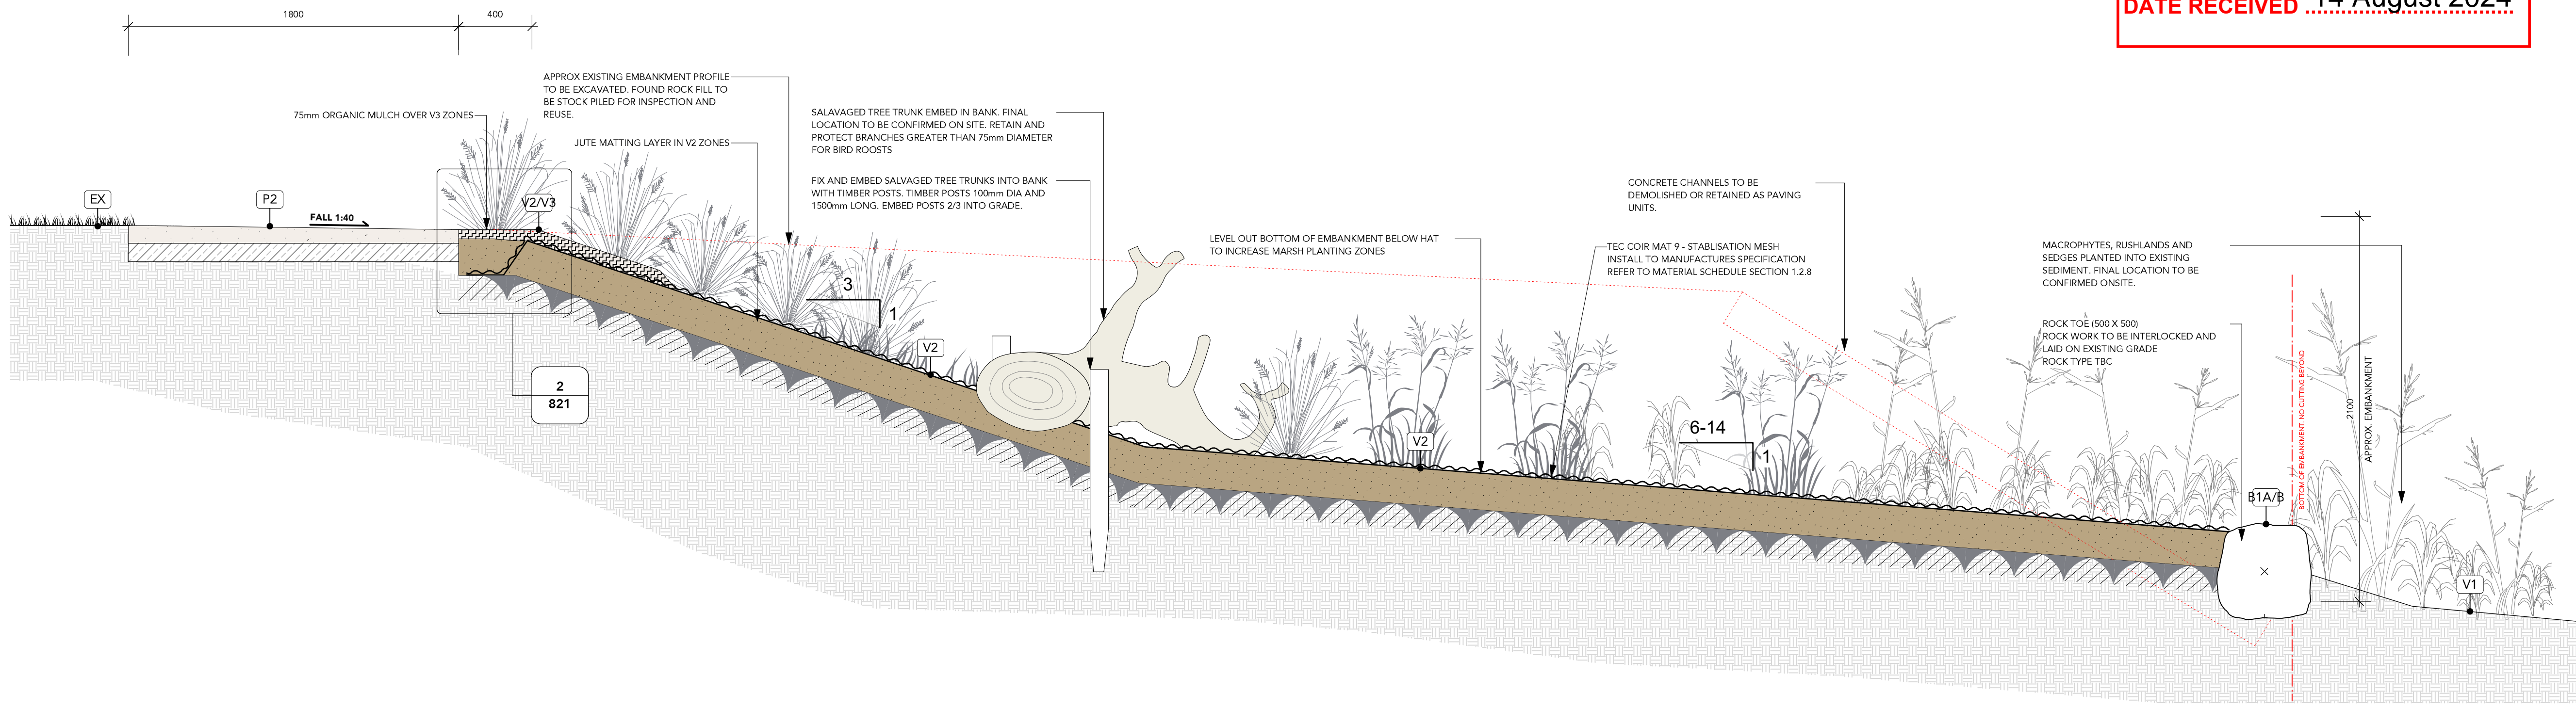 1800
400
DATE RECEIVED 14 August 2024
APPROX EXISTING EMBANKMENT PROFILE
TO BE EXCAVATED. FOUND ROCK FILL TO
BE STOCK PILED FOR INSPECTION AND
REUSE.
75mm ORGANIC MULCH OVER V3 ZONES
JUTE MATTING LAYER IN V2 ZONES
SALAVAGED TREE TRUNK EMBED IN BANK. FINAL
LOCATION TO BE CONFIRMED ON SITE. RETAIN AND
PROTECT BRANCHES GREATER THAN 75mm DIAMETER
FOR BIRD ROOSTS
FIX AND EMBED SALVAGED TREE TRUNKS INTO BANK
WITH TIMBER POSTS. TIMBER POSTS 100mm DIA AND
1500mm LONG. EMBED POSTS 2/3 INTO GRADE.
CONCRETE CHANNELS TO BE
DEMOLISHED OR RETAINED AS PAVING
UNITS.
LEVEL OUT BOTTOM OF EMBANKMENT BELOW HAT
TO INCREASE MARSH PLANTING ZONES
TEC COIR MAT 9 - STABLISATION MESH
INSTALL TO MANUFACTURES SPECIFICATION
REFER TO MATERIAL SCHEDULE SECTION 1.2.8
MACROPHYTES, RUSHLANDS AND
SEDGES PLANTED INTO EXISTING
SEDIMENT. FINAL LOCATION TO BE
CONFIRMED ONSITE.
ROCK TOE (500 X 500)
ROCK WORK TO BE INTERLOCKED AND
LAID ON EXISTING GRADE
ROCK TYPE TBC
EX
P2
FALL 1:40
V2/V3
3
1
V2
2
821
V2
6-14
1
B1A/B
BOTTOM OF EMBANKMENT. NO CUTTING BEYOND
2100
APPROX. EMBANKMENT
V1